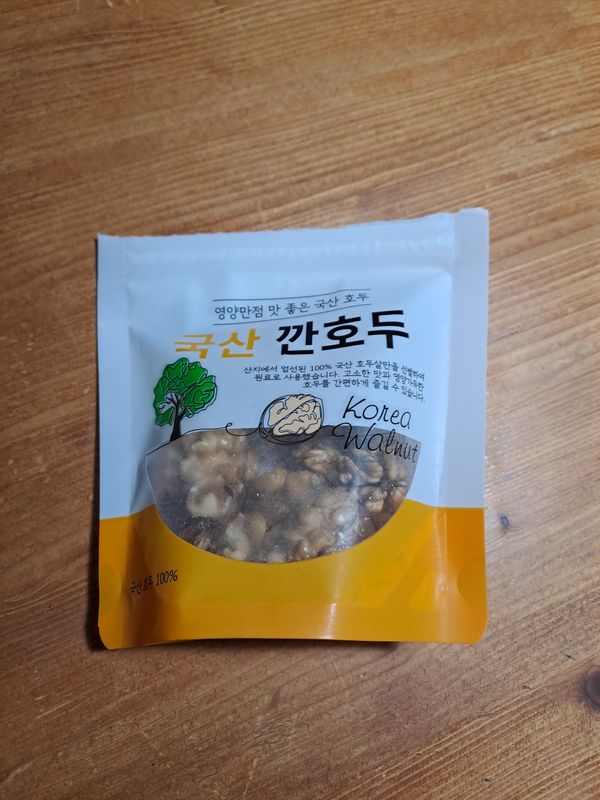 영양만점 맛 좋은 국산 호두
국산 깐호두
산지에서 엄선된 100% 국산 호두살만을 선별하여
원료로 사용했습니다. 고소한 맛과 영양가득한
호두를 간편하게 즐길 수 있습니다.
Korea
Walnut
국산 호두 100%